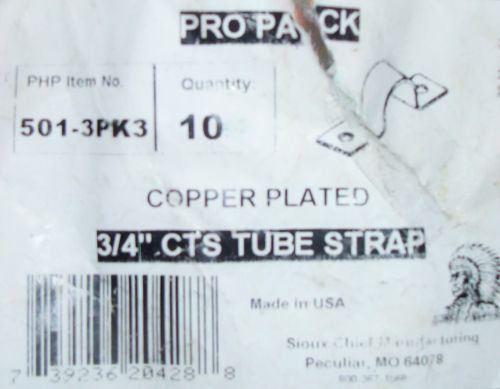 PRO PACK
PHP Item No.
501-3PK3
Quantity:
10
COPPER PLATED
3/4" CTS TUBE STRAP
Made in USA
Sioux Chief Manufacturing
Peculiar, MO 64078
7 39236 20428 8